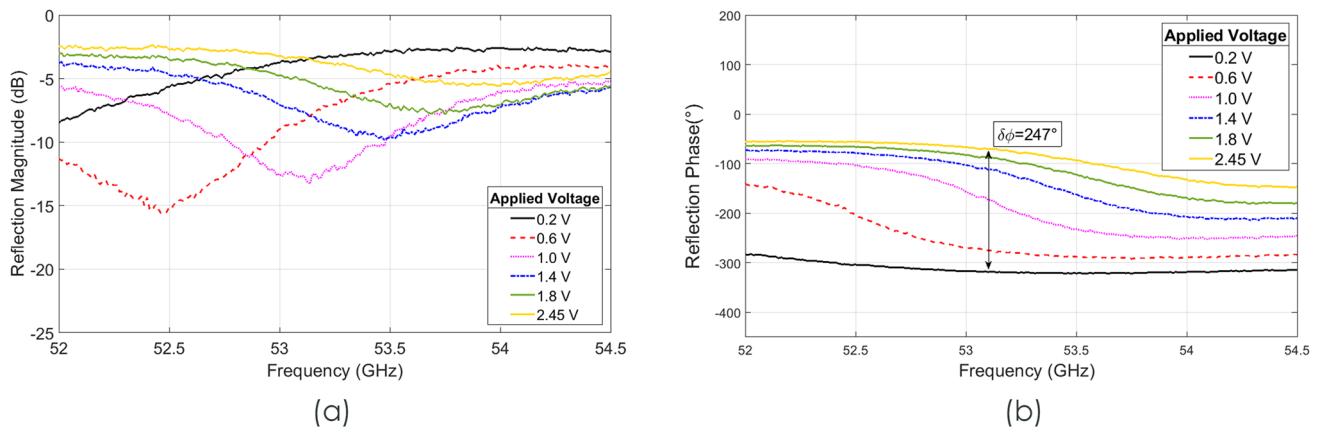 0
-5
-10
-15
-20
-25
Reflection Magnitude (dB)
Applied Voltage
0.2 V
0.6 V
1.0 V
1.4 V
1.8 V
2.45 V
52
52.5
53
53.5
54
54.5
Frequency (GHz)
(a)
200
100
0
-100
-200
-300
-400
Reflection Phase(°)
Applied Voltage
0.2 V
0.6 V
1.0 V
1.4 V
1.8 V
2.45 V
δϕ=247°
52
52.5
53
53.5
54
54.5
Frequency (GHz)
(b)